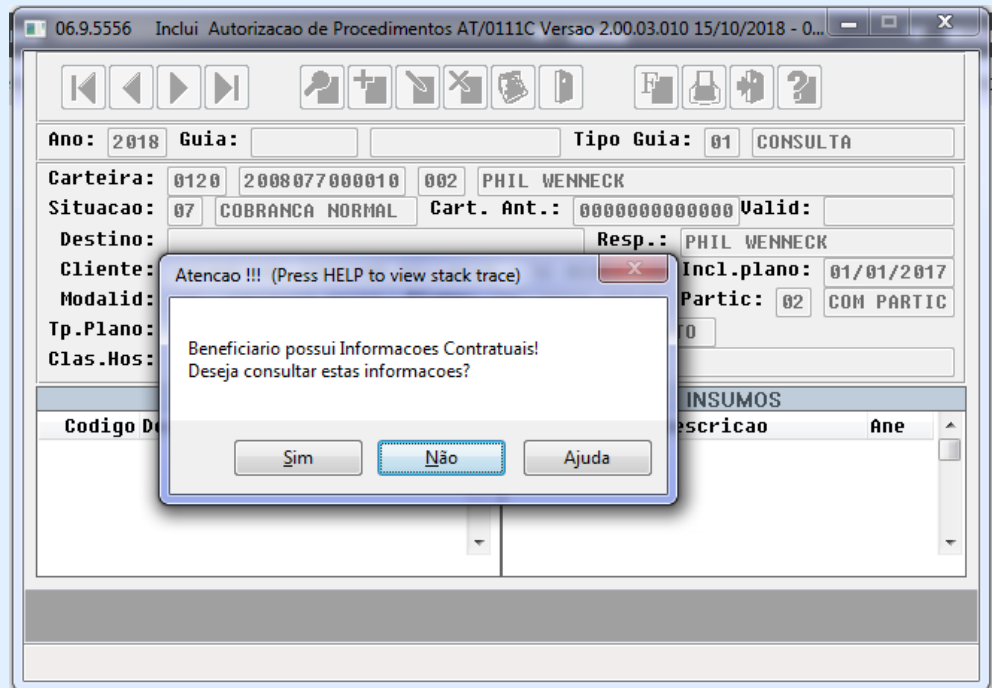 06.9.5556 Inclui Autorizacao de Procedimentos AT/0111C Versao 2.00.03.010 15/10/2018 - 0...
F
Ano: 2018 Guia: Tipo Guia: 01 CONSULTA
Carteira: 0120 2008077000010 002 PHIL WENNECK
Situacao: 07 COBRANCA NORMAL Cart. Ant.: 0000000000000 Valid:
Destino: Resp.: PHIL WENNECK
Cliente: Incl.plano: 01/01/2017
Modalid: Partic: 02 COM PARTIC
Tp.Plano: TO
Clas.Hos:
Atencao !!! (Press HELP to view stack trace)
Beneficiario possui Informacoes Contratuais!
Deseja consultar estas informacoes?
Sim Não Ajuda
INSUMOS
Codigo De escricao Ane